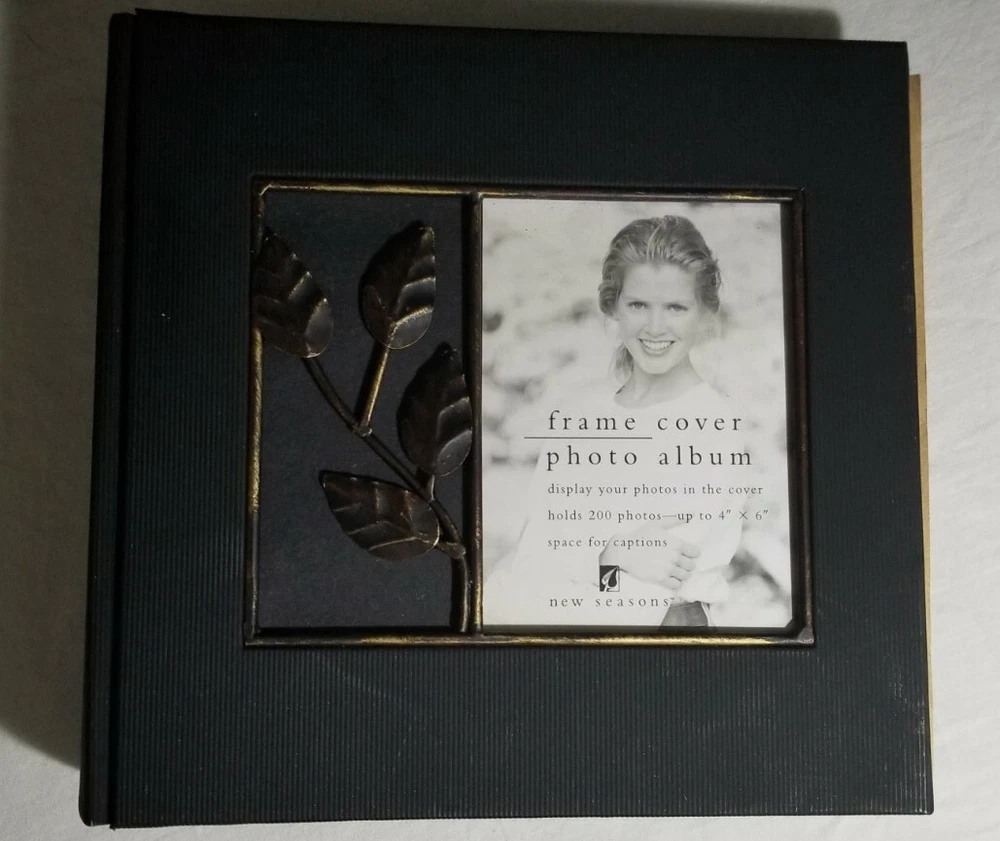 frame cover
photo album
display your photos in the cover
holds 200 photos—up to 4" × 6"
space for captions
new seasons™